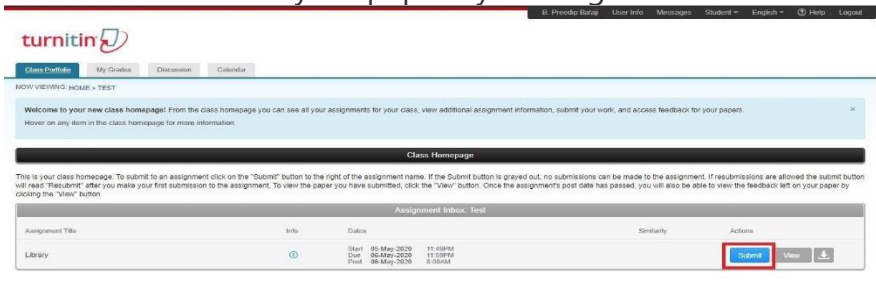 B. Preedip Balaji User Info Messages Student English Help Logout
turnitin
Class Portfolio My Grades Discussion Calendar
NOW VIEWING: HOME > TEST
Welcome to your new class homepage! From the class homepage you can see all your assignments for your class, view additional assignment information, submit your work, and access feedback for your papers.
Hover on any item in the class homepage for more information.
Class Homepage
This is your class homepage. To submit to an assignment click on the "Submit" button to the right of the assignment name. If the Submit button is grayed out, no submissions can be made to the assignment. If resubmissions are allowed the submit button
will read "Resubmit" after you make your first submission to the assignment. To view the paper you have submitted, click the "View" button. Once the assignment's post date has passed, you will also be able to view the feedback left on your paper by
clicking the "View" button.
Assignment Inbox: Test
Assignment Title Info Dates Similarity Actions
Start 05-May-2020 11:49PM
Library Due 06-May-2020 11:59PM Submit View
Post 06-May-2020 8:00AM